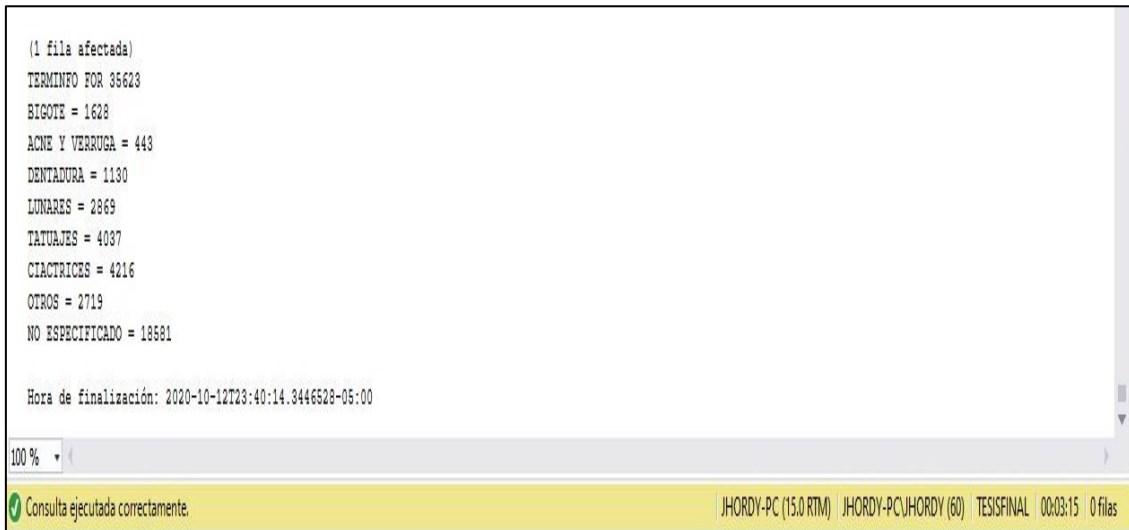 (1 fila afectada)
TERMINFO FOR 35623
BIGOTE = 1628
ACNE Y VERRUGA = 443
DENTADURA = 1130
LUNARES = 2869
TATUAJES = 4037
CIACTRICES = 4216
OTROS = 2719
NO ESPECIFICADO = 18581
Hora de finalización: 2020-10-12T23:40:14.3446528-05:00
100 %
Consulta ejecutada correctamente. JHORDY-PC (15.0 RTM) JHORDY-PC\JHORDY (60) TESISFINAL 00:03:15 0 filas